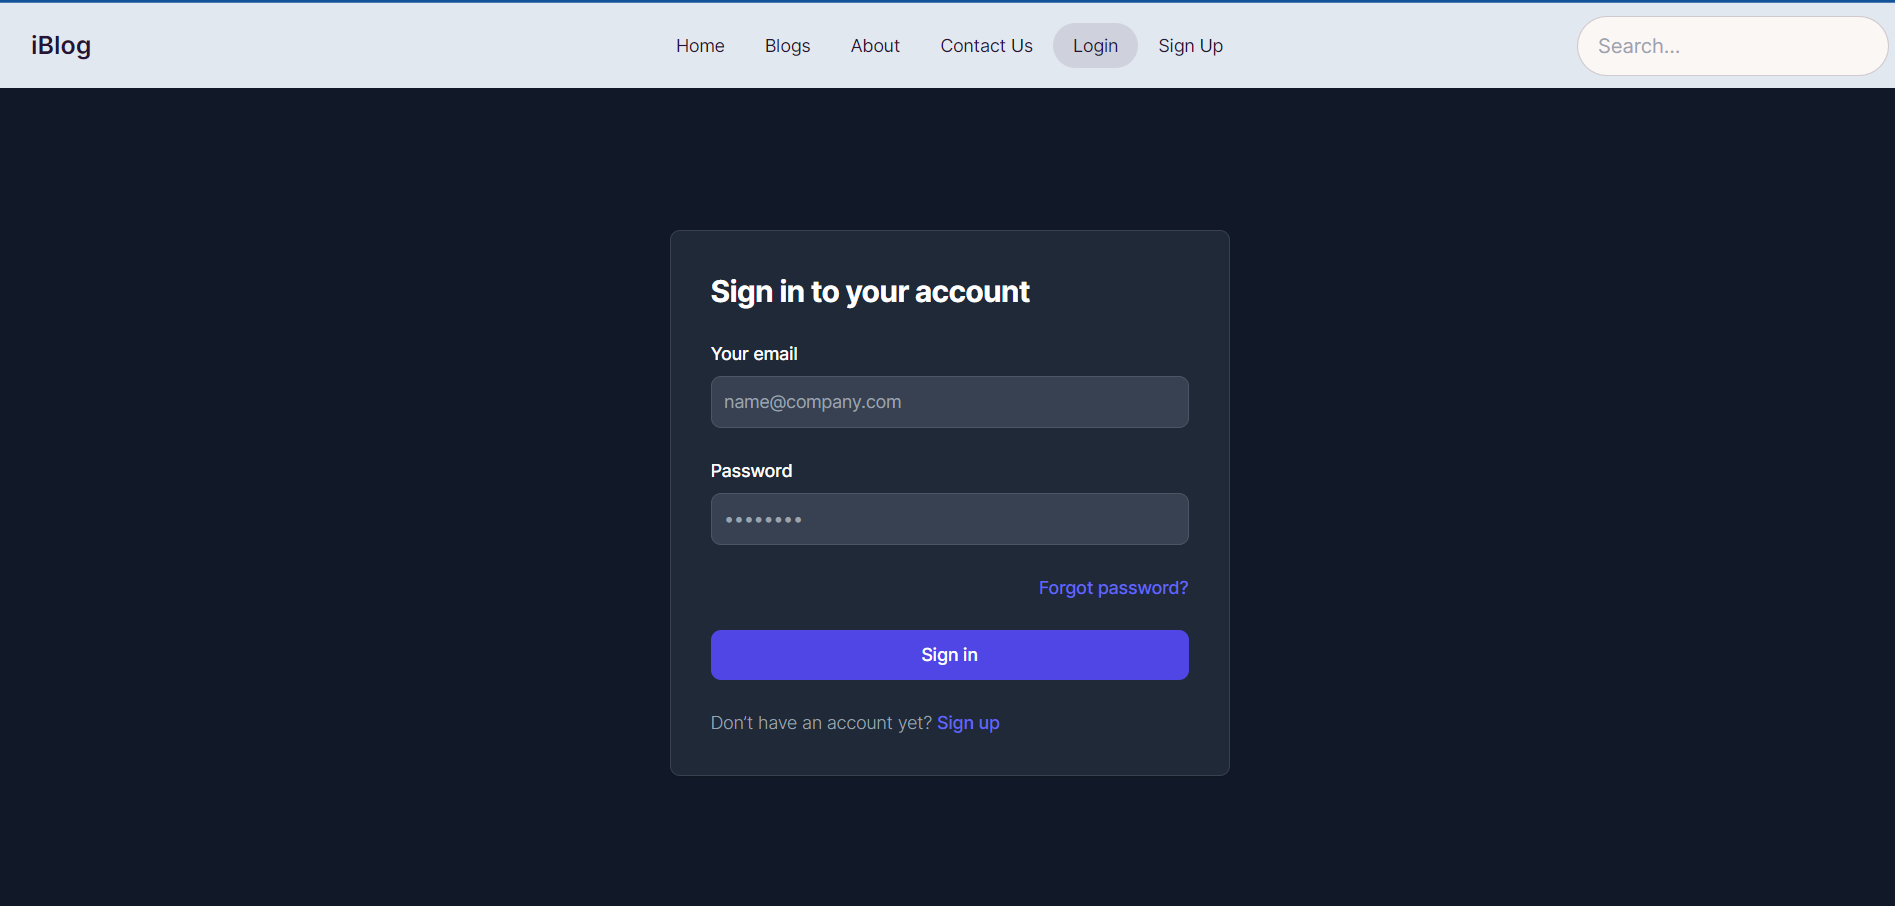 iBlog
Home Blogs About Contact Us Login Sign Up
Search...
Sign in to your account
Your email
name@company.com
Password
••••••••
Forgot password?
Sign in
Don’t have an account yet? Sign up